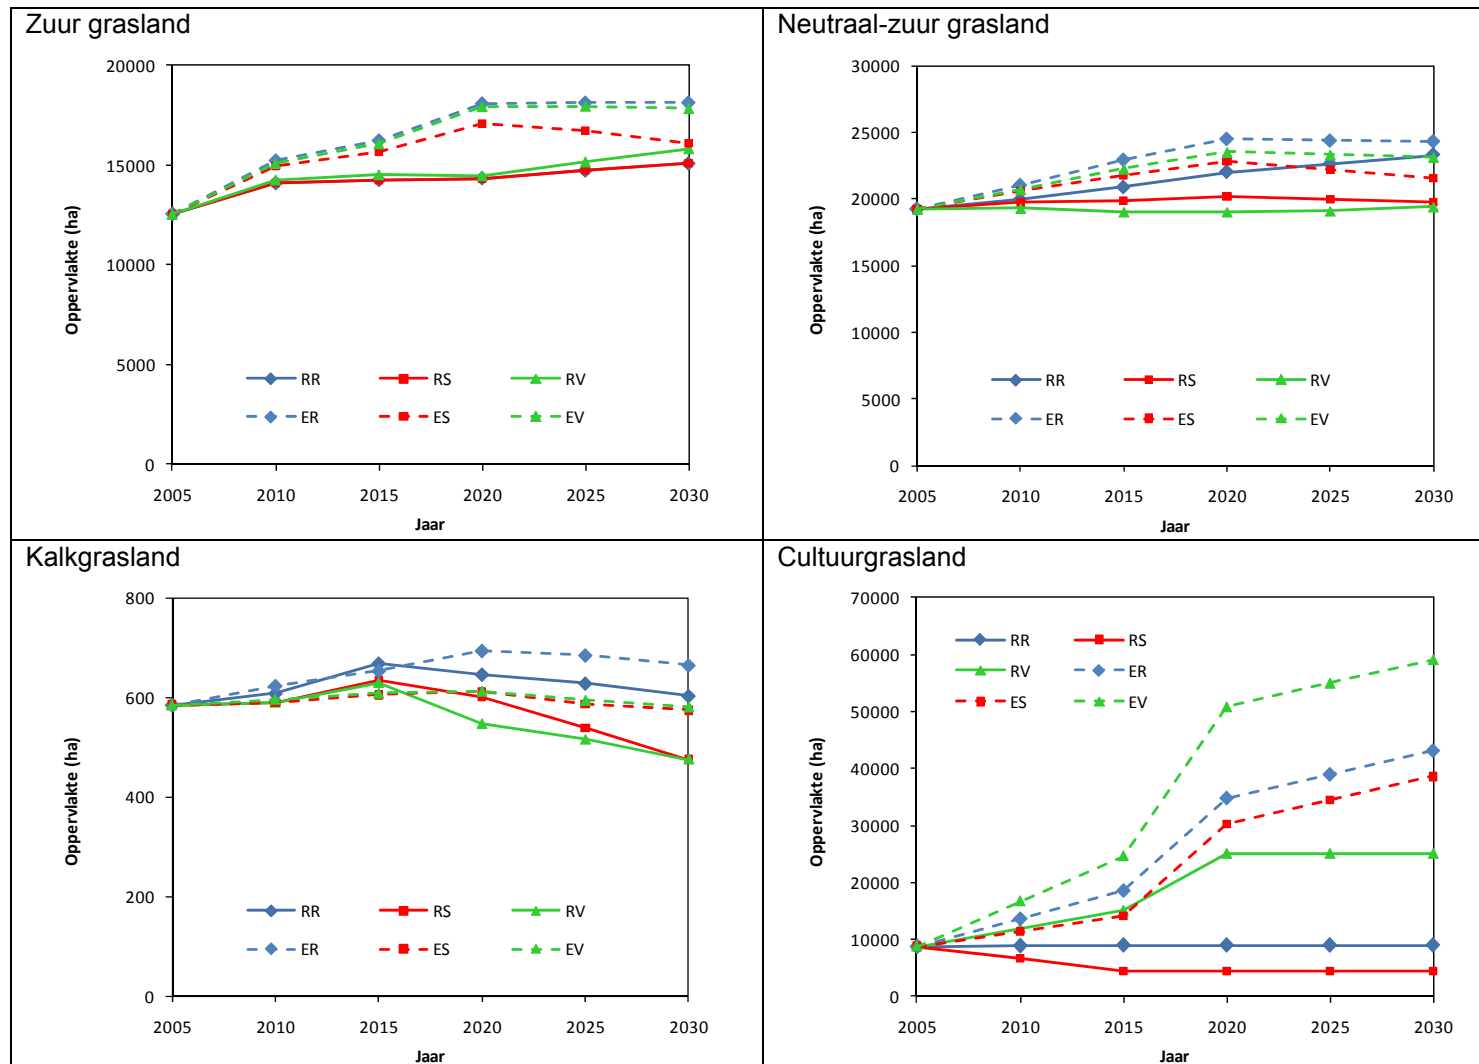 Zuur grasland
Oppervlakte (ha)
20000
15000
10000
5000
0
RR RS RV
ER ES EV
2005 2010 2015 2020 2025 2030
Jaar
Neutraal-zuur grasland
Oppervlakte (ha)
30000
25000
20000
15000
10000
5000
0
RR RS RV
ER ES EV
2005 2010 2015 2020 2025 2030
Jaar
Kalkgrasland
Oppervlakte (ha)
800
600
400
200
0
RR RS RV
ER ES EV
2005 2010 2015 2020 2025 2030
Jaar
Cultuurgrasland
Oppervlakte (ha)
70000
60000
50000
40000
30000
20000
10000
0
RR RS
RV ER
ES EV
2005 2010 2015 2020 2025 2030
Jaar